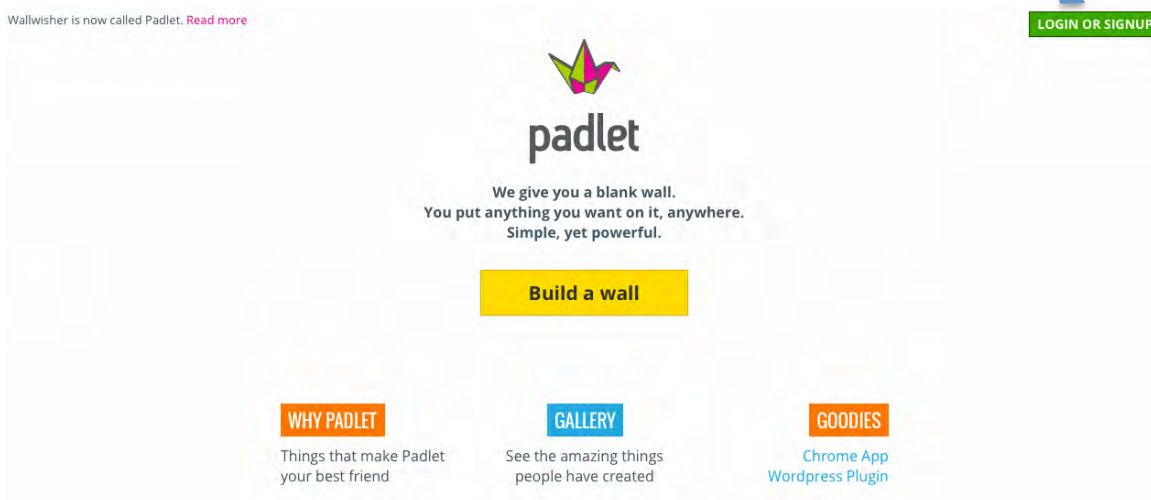 Wallwisher is now called Padlet. Read more
LOGIN OR SIGNUP
padlet
We give you a blank wall.
You put anything you want on it, anywhere.
Simple, yet powerful.
Build a wall
WHY PADLET
Things that make Padlet
your best friend
GALLERY
See the amazing things
people have created
GOODIES
Chrome App
Wordpress Plugin